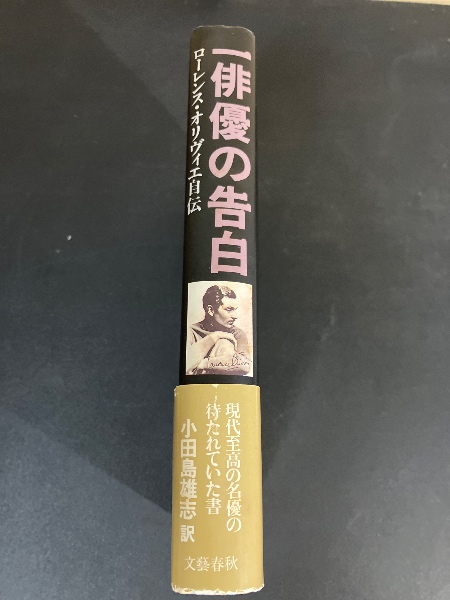 一俳優の告白
ローレンス・オリヴィエ自伝
現代至高の名優の
待たれていた書
小田島雄志 訳
文藝春秋